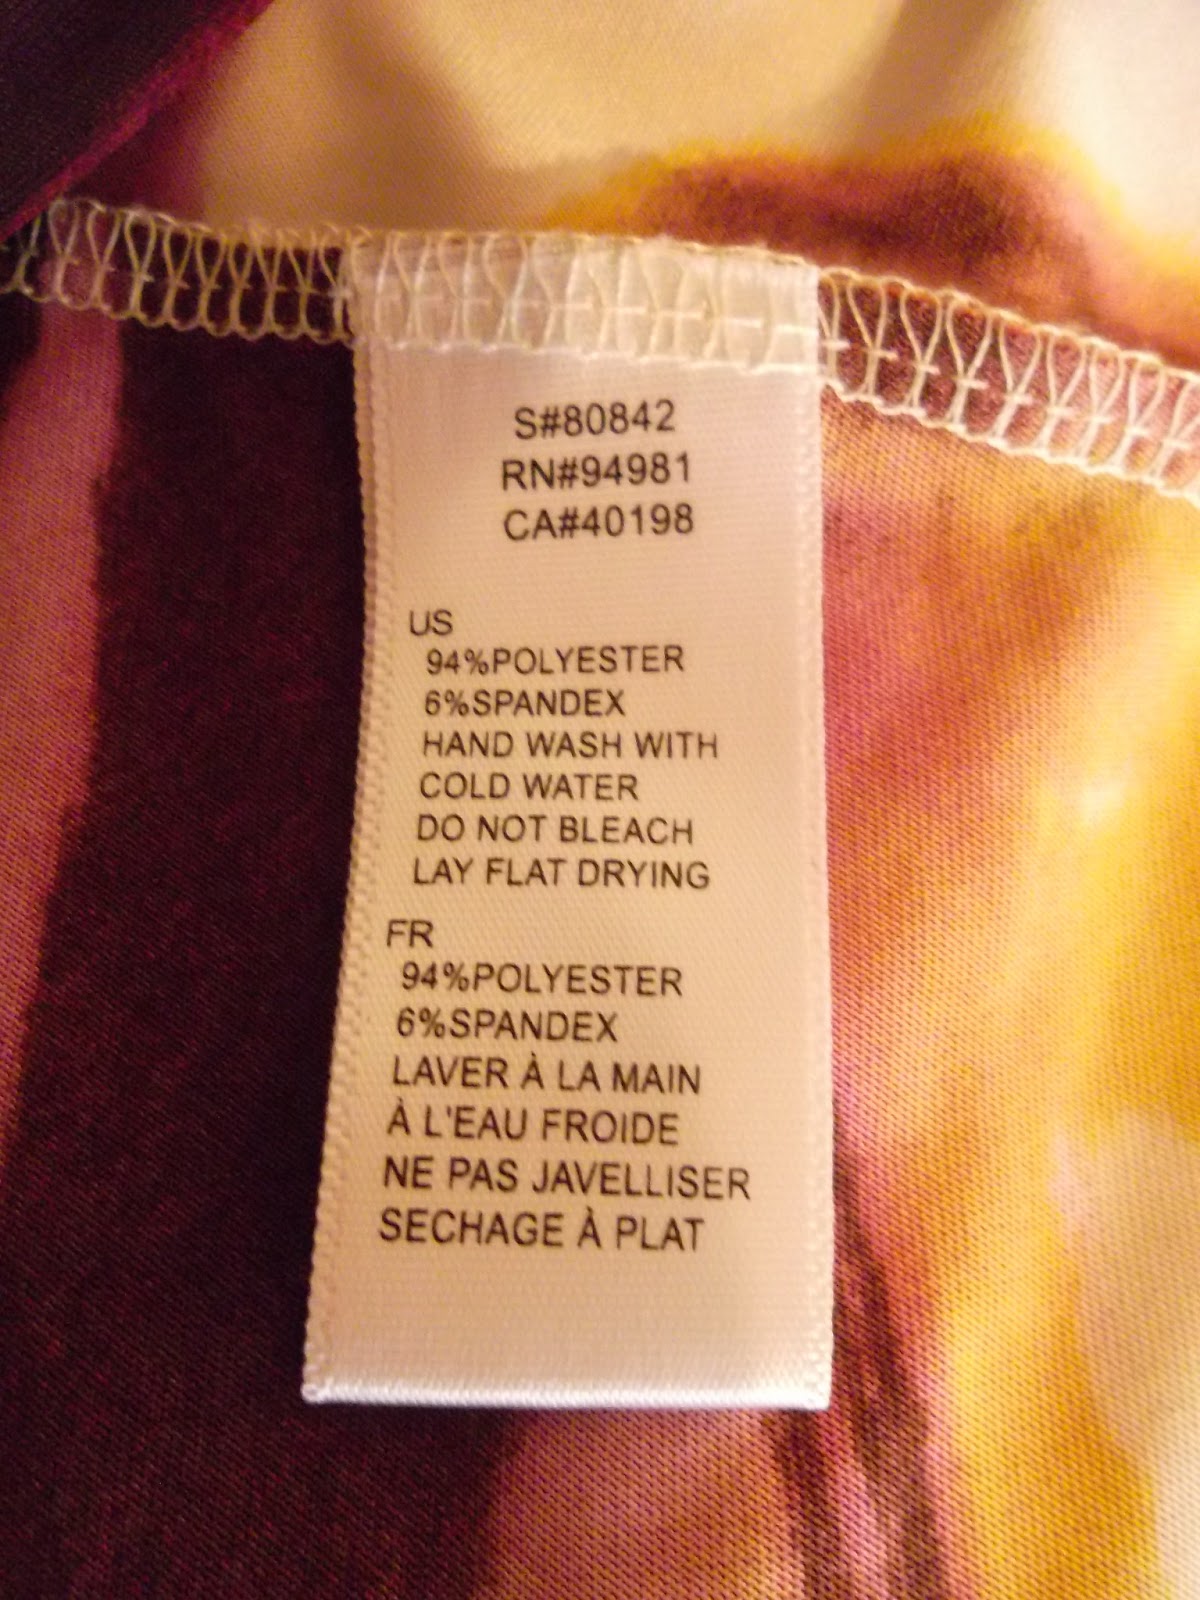 S#80842
RN#94981
CA#40198
US
94%POLYESTER
6%SPANDEX
HAND WASH WITH
COLD WATER
DO NOT BLEACH
LAY FLAT DRYING
FR
94%POLYESTER
6%SPANDEX
LAVER À LA MAIN
À L'EAU FROIDE
NE PAS JAVELLISER
SECHAGE À PLAT